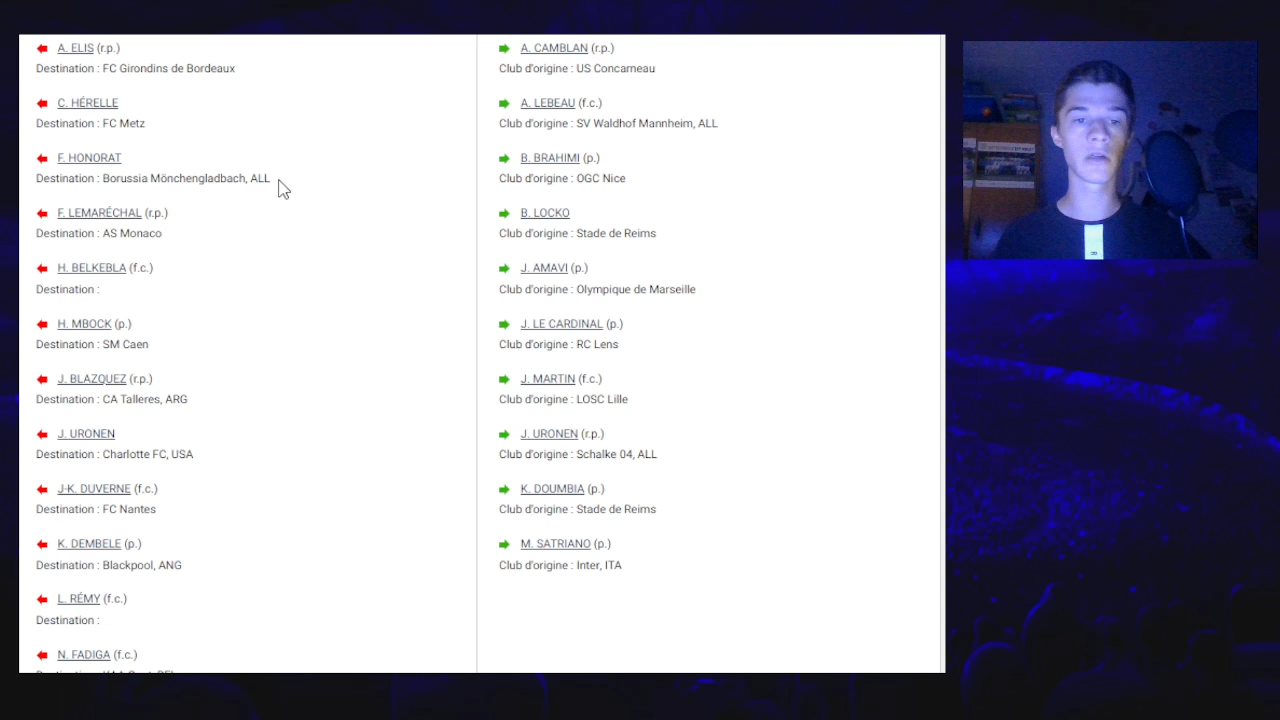 A. ELIS (r.p.)
Destination : FC Girondins de Bordeaux
C. HÉRELLE
Destination : FC Metz
F. HONORAT
Destination : Borussia Mönchengladbach, ALL
F. LEMARÉCHAL (r.p.)
Destination : AS Monaco
H. BELKEBLA (f.c.)
Destination :
H. MBOCK (p.)
Destination : SM Caen
J. BLAZQUEZ (r.p.)
Destination : CA Talleres, ARG
J. URONEN
Destination : Charlotte FC, USA
J-K. DUVERNE (f.c.)
Destination : FC Nantes
K. DEMBELE (p.)
Destination : Blackpool, ANG
L. RÉMY (f.c.)
Destination :
N. FADIGA (f.c.)
A. CAMBLAN (r.p.)
Club d'origine : US Concarneau
A. LEBEAU (f.c.)
Club d'origine : SV Waldhof Mannheim, ALL
B. BRAHIMI (p.)
Club d'origine : OGC Nice
B. LOCKO
Club d'origine : Stade de Reims
J. AMAVI (p.)
Club d'origine : Olympique de Marseille
J. LE CARDINAL (p.)
Club d'origine : RC Lens
J. MARTIN (f.c.)
Club d'origine : LOSC Lille
J. URONEN (r.p.)
Club d'origine : Schalke 04, ALL
K. DOUMBIA (p.)
Club d'origine : Stade de Reims
M. SATRIANO (p.)
Club d'origine : Inter, ITA